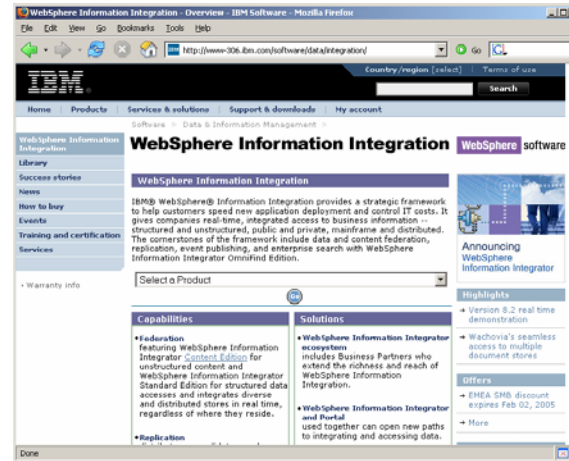 WebSphere Information Integration - Overview - IBM Software - Mozilla Firefox
File Edit View Go Bookmarks Tools Help
http://www-306.ibm.com/software/data/integration/ Go
Country/region [select] | Terms of use
IBM
Search
Home | Products | Services & solutions | Support & downloads | My account
Software > Data & Information Management >
WebSphere Information Integration
WebSphere software
WebSphere Information
Integration
Library
Success stories
News
How to buy
Events
Training and certification
Services
Warranty info
WebSphere Information Integration
IBM® WebSphere® Information Integration provides a strategic framework
to help customers speed new application deployment and control IT costs. It
gives companies real-time, integrated access to business information --
structured and unstructured, public and private, mainframe and distributed.
The cornerstones of the framework include data and content federation,
replication, event publishing, and enterprise search with WebSphere
Information Integrator OmniFind Edition.
Select a Product
Go
Capabilities
•Federation
featuring WebSphere Information
Integrator Content Edition for
unstructured content and
WebSphere Information Integrator
Standard Edition for structured data
accesses and integrates diverse
and distributed stores in real time,
regardless of where they reside.
•Replication
Solutions
•WebSphere Information Integrator
ecosystem
includes Business Partners who
extend the richness and reach of
WebSphere Information
Integration.
•WebSphere Information Integrator
and Portal
used together can open new paths
to integrating and accessing data.
Announcing
WebSphere
Information Integrator
Highlights
Version 8.2 real time
demonstration
Wachovia's seamless
access to multiple
document stores
Offers
EMEA SMB discount
expires Feb 02, 2005
More
Done